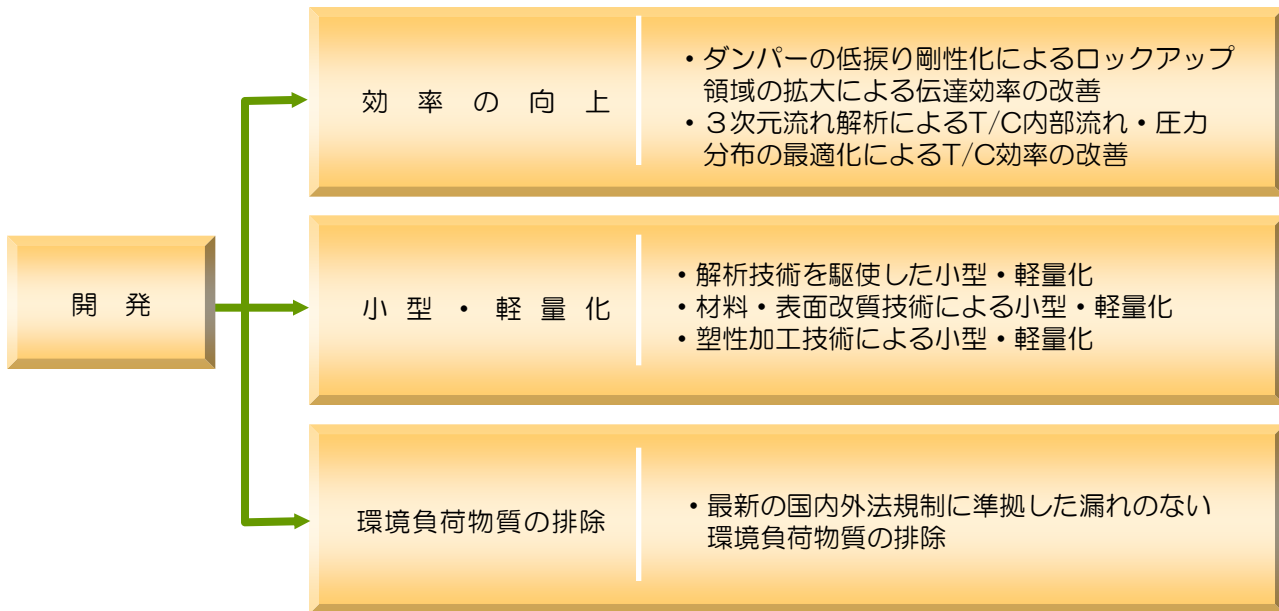 開発
効率の向上
・ダンパーの低捩り剛性化によるロックアップ
領域の拡大による伝達効率の改善
・３次元流れ解析によるT/C内部流れ・圧力
分布の最適化によるT/C効率の改善
小型・軽量化
・解析技術を駆使した小型・軽量化
・材料・表面改質技術による小型・軽量化
・塑性加工技術による小型・軽量化
環境負荷物質の排除
・最新の国内外法規制に準拠した漏れのない
環境負荷物質の排除